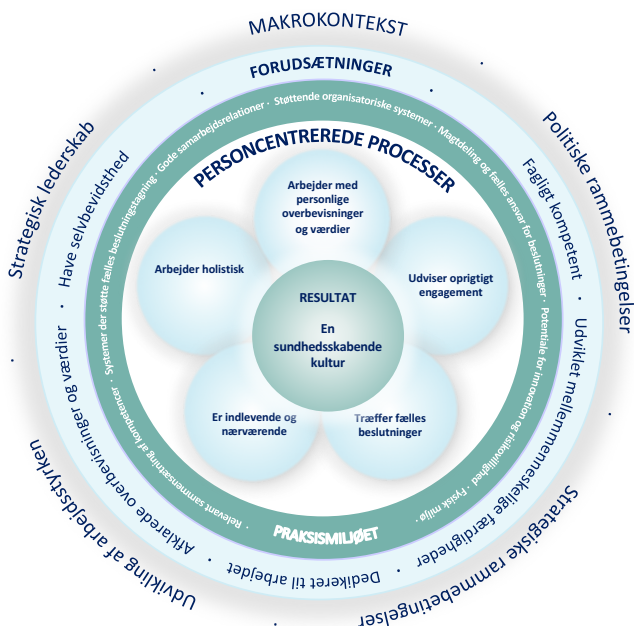 MAKROKONTEKST
Politiske rammebetingelser
Strategiske rammebetingelser
Udvikling af arbejdsstyrken
Strategisk lederskab
FORUDSÆTNINGER
Fagligt kompetent
Udviklet mellemmenneskelige færdigheder
Dedikeret til arbejdet
Afklarede overbevisninger og værdier
Have selvbevidsthed
Støttende organisatoriske systemer · Magtdeling og fælles ansvar for beslutninger · Potentiale for innovation og risikovillighed · Fysisk miljø ·
PRAKSISMILJØET
Relevant sammensætning af kompetencer · Systemer der støtte fælles beslutningstagning · Gode samarbejdsrelationer ·
PERSONCENTREREDE PROCESSER
Arbejder med
personlige
overbevisninger
og værdier
Udviser oprigtigt
engagement
Træffer fælles
beslutninger
Er indlevende og
nærværende
Arbejder holistisk
RESULTAT
En
sundhedsskabende
kultur